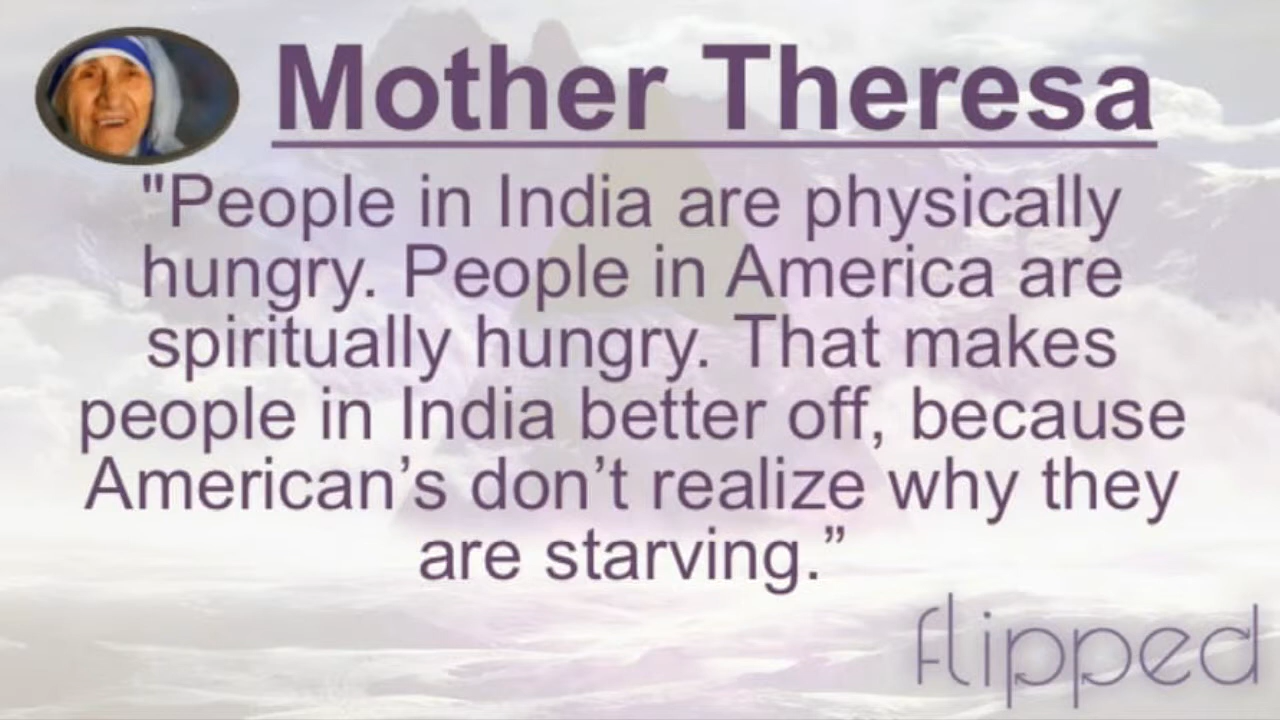 Mother Theresa
"People in India are physically
hungry. People in America are
spiritually hungry. That makes
people in India better off, because
American’s don’t realize why they
are starving.”
flipped